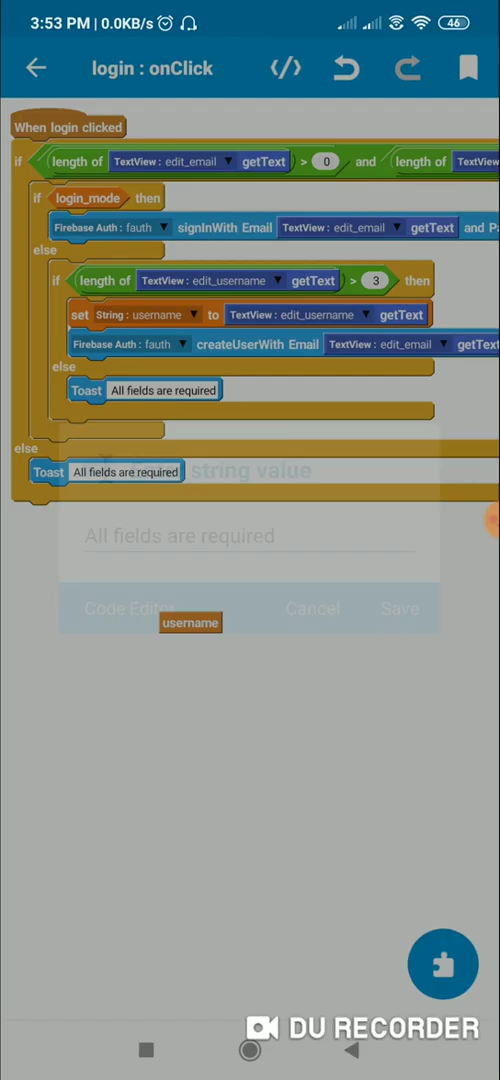 3:53 PM | 0.0KB/s 46
login : onClick </>
When login clicked
if length of TextView : edit_email getText > 0 and length of TextView
if login_mode then
Firebase Auth : fauth signInWith Email TextView : edit_email getText and Pa
else
if length of TextView : edit_username getText > 3 then
set String : username to TextView : edit_username getText
Firebase Auth : fauth createUserWith Email TextView : edit_email getText
else
Toast All fields are required
else
Toast All fields are required
string value
All fields are required
Code Editor Cancel Save
username
DU RECORDER